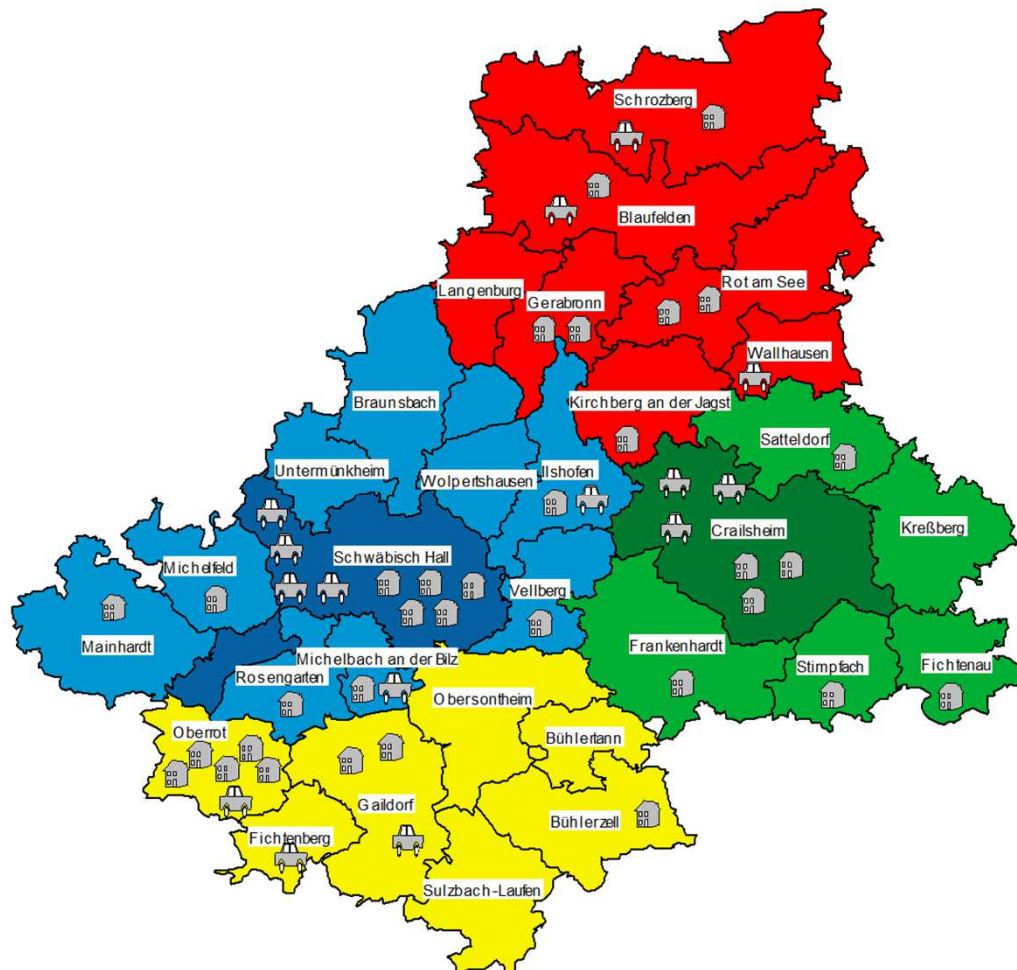 Schrozberg
Blaufelden
Langenburg
Gerabronn
Rot am See
Wallhausen
Braunsbach
Kirchberg an der Jagst
Satteldorf
Untermünkheim
Wolpertshausen
Ilshofen
Crailsheim
Kreßberg
Schwäbisch Hall
Michelfeld
Vellberg
Mainhardt
Frankenhardt
Stimpfach
Fichtenau
Michelbach an der Bilz
Rosengarten
Obersontheim
Oberrot
Bühlertann
Gaildorf
Bühlerzell
Fichtenberg
Sulzbach-Laufen